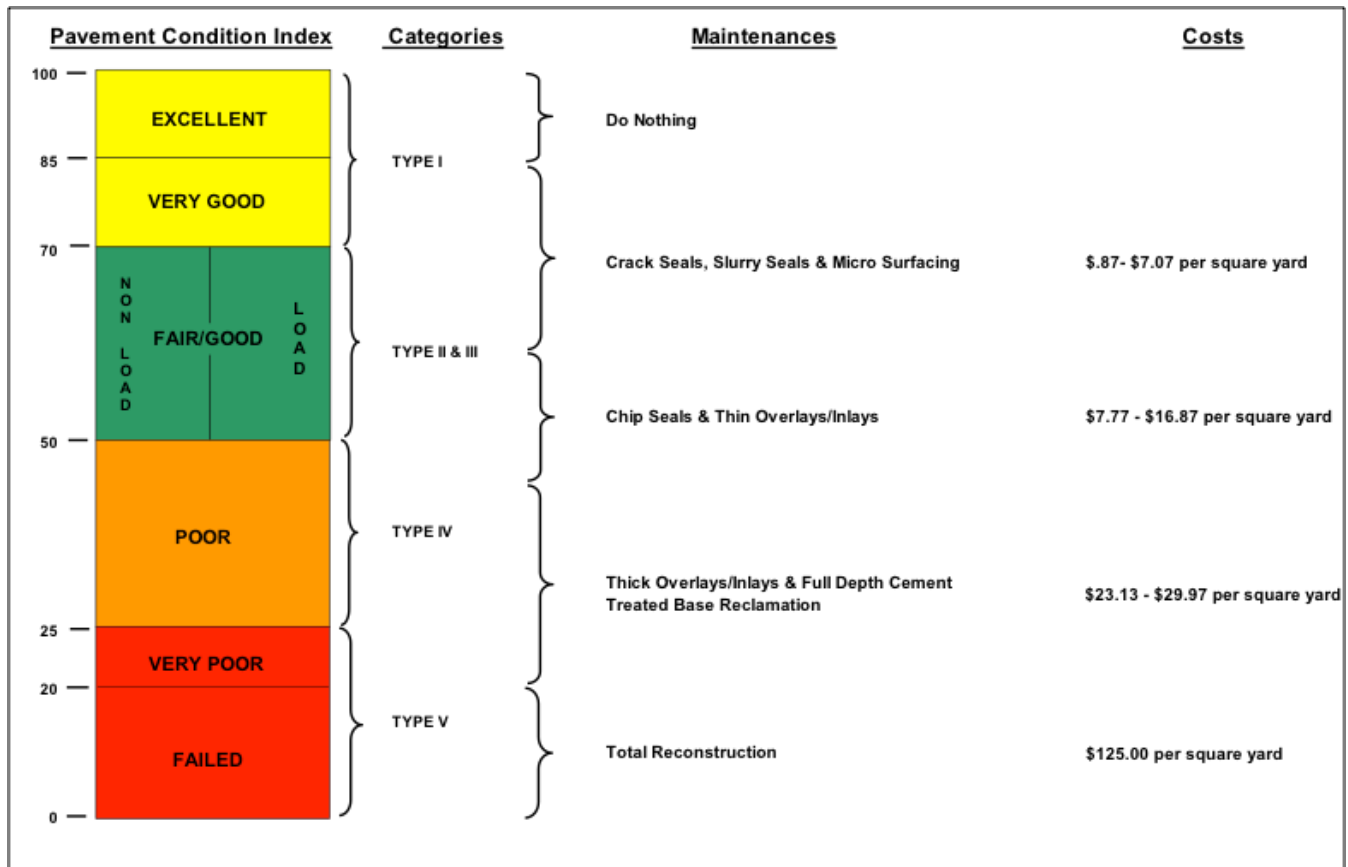 Pavement Condition Index
Categories
Maintenances
Costs
100
EXCELLENT
Do Nothing
85
TYPE I
VERY GOOD
70
NON LOAD
FAIR/GOOD
LOAD
Crack Seals, Slurry Seals & Micro Surfacing
$.87- $7.07 per square yard
TYPE II & III
Chip Seals & Thin Overlays/Inlays
$7.77 - $16.87 per square yard
50
POOR
TYPE IV
Thick Overlays/Inlays & Full Depth Cement
Treated Base Reclamation
$23.13 - $29.97 per square yard
25
VERY POOR
20
TYPE V
FAILED
Total Reconstruction
$125.00 per square yard
0